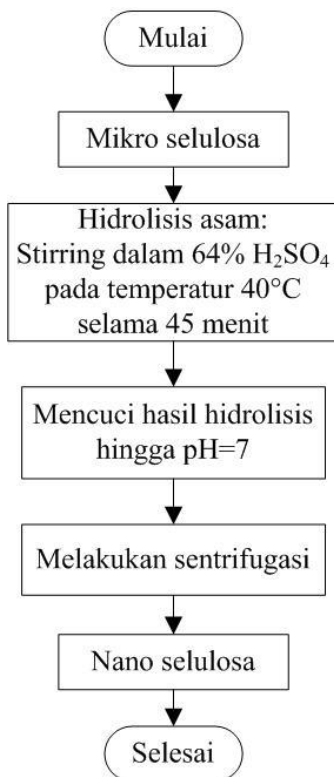 Mulai
Mikro selulosa
Hidrolisis asam:
Stirring dalam 64% H₂SO₄
pada temperatur 40°C
selama 45 menit
Mencuci hasil hidrolisis
hingga pH=7
Melakukan sentrifugasi
Nano selulosa
Selesai